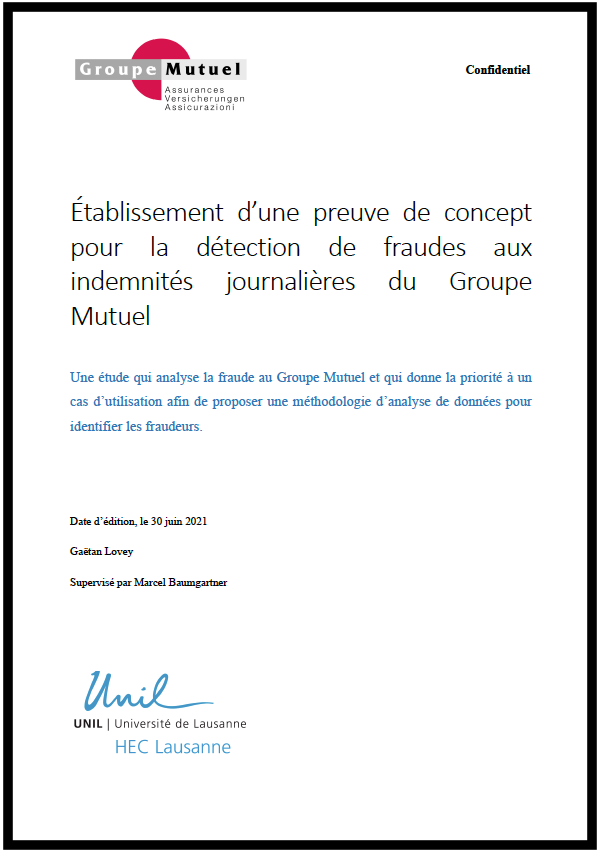 Groupe Mutuel
Assurances
Versicherungen
Assicurazioni
Confidentiel
Établissement d’une preuve de concept
pour la détection de fraudes aux
indemnités journalières du Groupe
Mutuel
Une étude qui analyse la fraude au Groupe Mutuel et qui donne la priorité à un
cas d’utilisation afin de proposer une méthodologie d’analyse de données pour
identifier les fraudeurs.
Date d’édition, le 30 juin 2021
Gaëtan Lovey
Supervisé par Marcel Baumgartner
Unil
UNIL | Université de Lausanne
HEC Lausanne